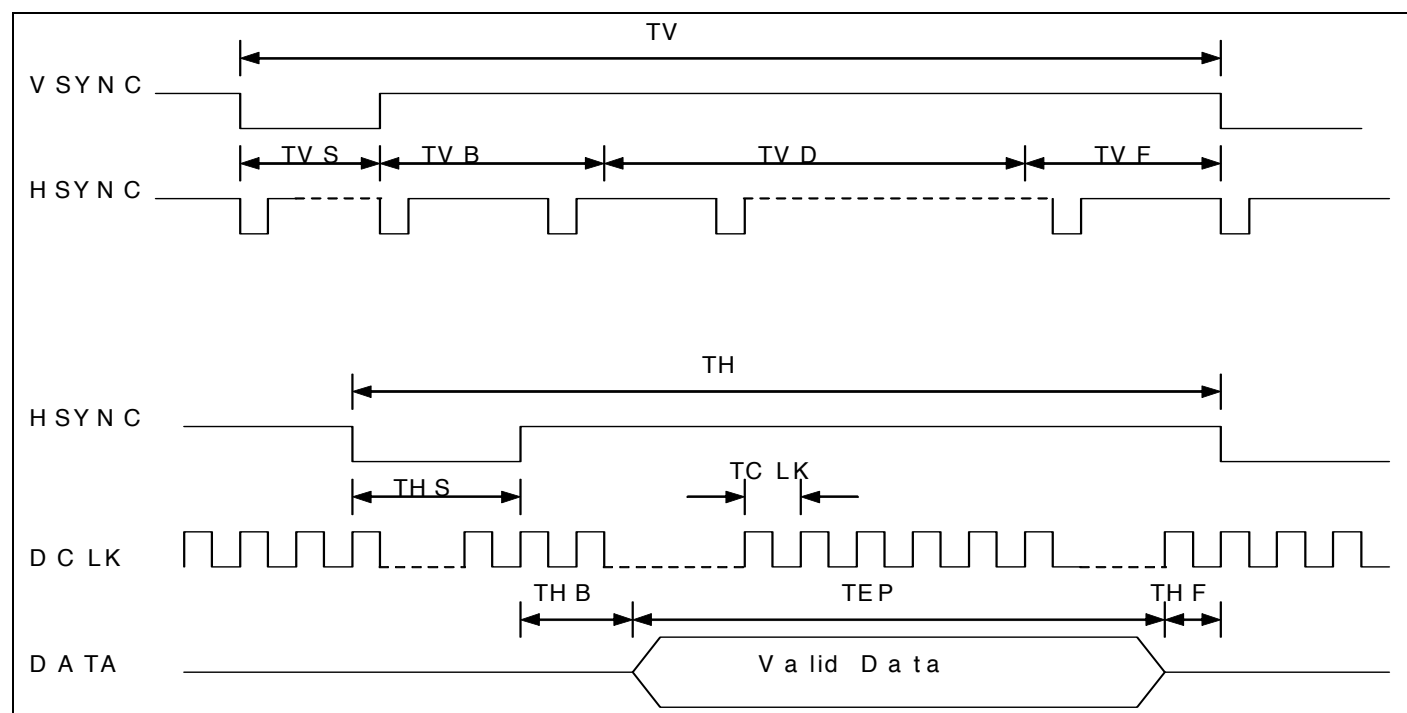 TV
VSYNC
TVS TVB TVD TVF
HSYNC
TH
HSYNC
TCLK
THS
DCLK
THB TEP THF
DATA Valid Data